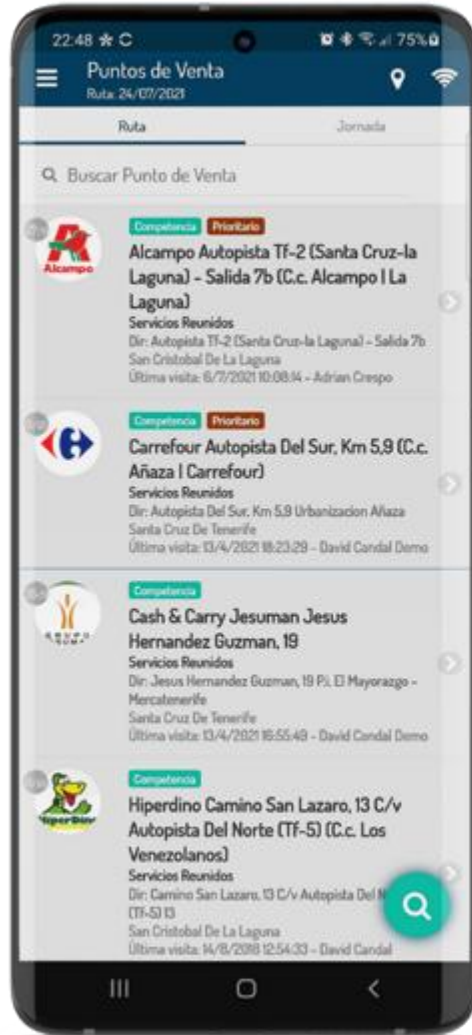 22:48
75%
Puntos de Venta
Ruta: 24/07/2021
Ruta
Jornada
Buscar Punto de Venta
Competencia Prioritario
Alcampo
Alcampo Autopista Tf-2 (Santa Cruz-la
Laguna) - Salida 7b (C.c. Alcampo | La
Laguna)
Servicios Reunidos
Dir: Autopista Tf-2 (Santa Cruz-la Laguna) - Salida 7b
San Cristobal De La Laguna
Última visita: 6/7/2021 10:08:14 - Adrian Crespo
Competencia Prioritario
Carrefour Autopista Del Sur, Km 5,9 (C.c.
Añaza | Carrefour)
Servicios Reunidos
Dir: Autopista Del Sur, Km 5,9 Urbanizacion Añaza
Santa Cruz De Tenerife
Última visita: 13/4/2021 18:23:29 - David Candal Demo
Competencia
Cash & Carry Jesuman Jesus
Hernandez Guzman, 19
Servicios Reunidos
Dir: Jesus Hernandez Guzman, 19 P.i. El Mayorazgo -
Mercatenerife
Santa Cruz De Tenerife
Última visita: 13/4/2021 16:55:49 - David Candal Demo
Competencia
HiperDino
Hiperdino Camino San Lazaro, 13 C/v
Autopista Del Norte (Tf-5) (C.c. Los
Venezolanos)
Servicios Reunidos
Dir: Camino San Lazaro, 13 C/v Autopista Del
(Tf-5) 13
San Cristobal De La Laguna
Última visita: 14/8/2018 12:54:33 - David Candal